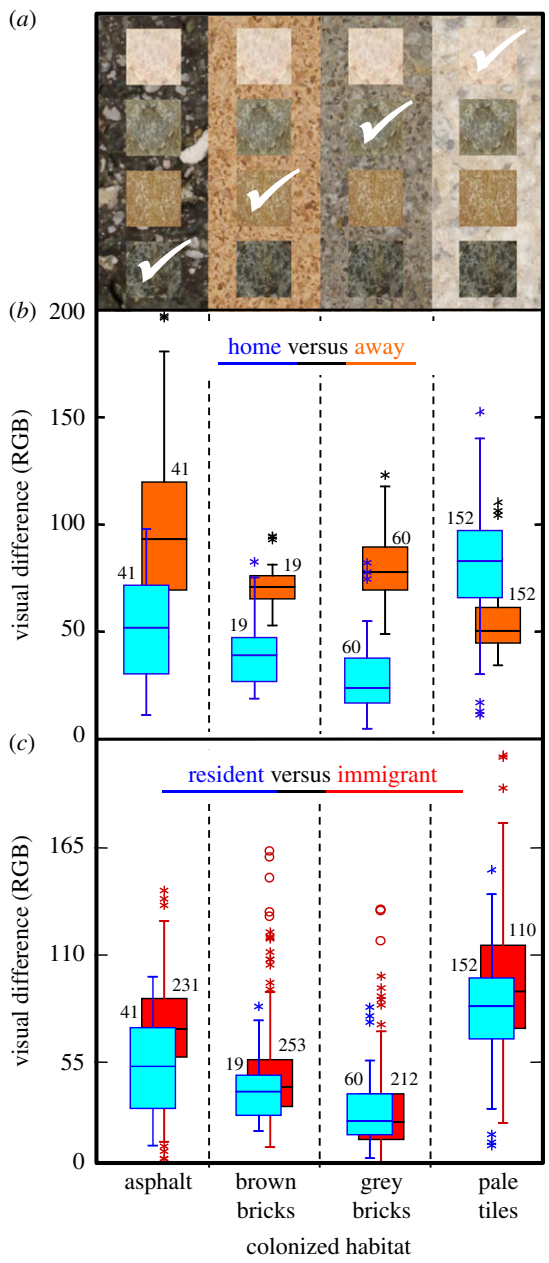 (a)
(b)
200
150
100
50
0
visual difference (RGB)
home versus away
41
41
19
19
60
60
152
152
(c)
165
110
55
0
visual difference (RGB)
resident versus immigrant
41
231
19
253
60
212
152
110
asphalt
brown
bricks
grey
bricks
pale
tiles
colonized habitat